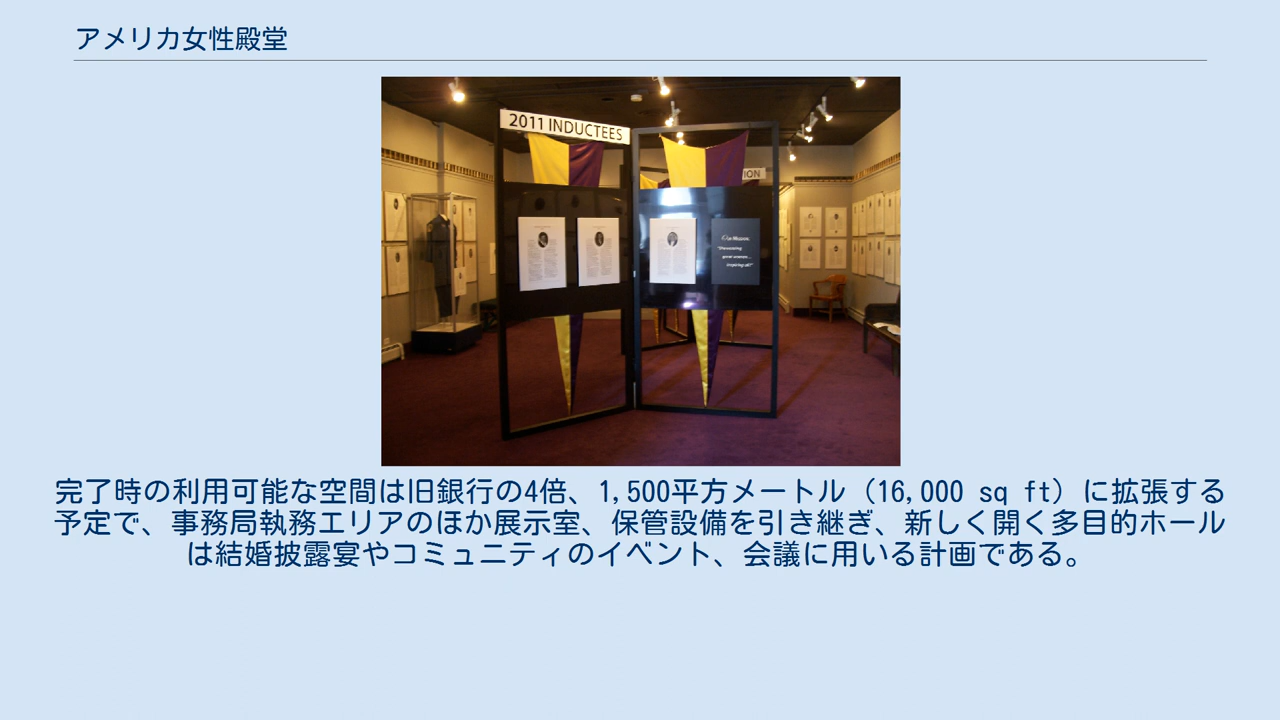 アメリカ女性殿堂
2011 INDUCTEES
ION
完了時の利用可能な空間は旧銀行の4倍、1,500平方メートル（16,000 sq ft）に拡張する
予定で、事務局執務エリアのほか展示室、保管設備を引き継ぎ、新しく開く多目的ホール
は結婚披露宴やコミュニティのイベント、会議に用いる計画である。